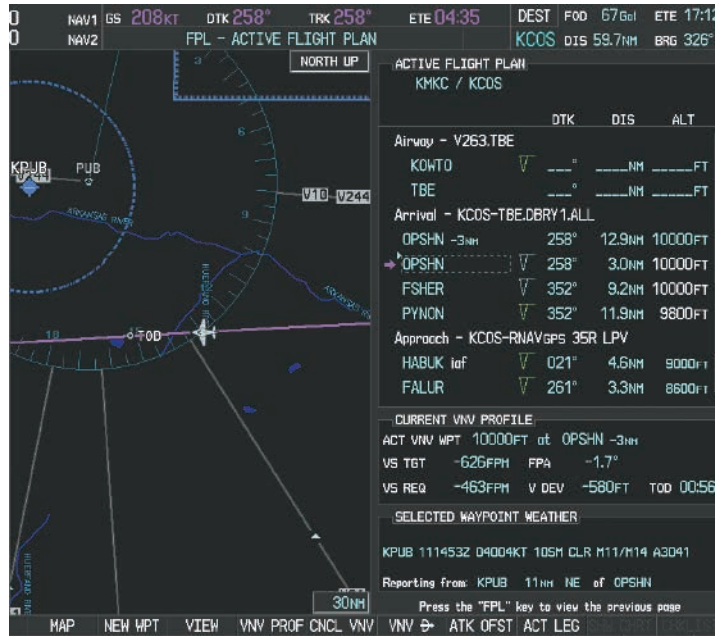 NAV1 GS 208KT DTK 258° TRK 258° ETE 04:35 DEST FOD 67Gal ETE 17:12
NAV2 FPL - ACTIVE FLIGHT PLAN KCOS DIS 59.7NM BRG 326°
NORTH UP
3
6
9
15
KPUB
PUB
V10
V244
ARKANSAS RIVER
HUERFANO RIV
TOD
30NM
ACTIVE FLIGHT PLAN
KMKC / KCOS
DTK DIS ALT
Airway - V263.TBE
KOWTO ___° ____NM _____FT
TBE ___° ____NM _____FT
Arrival - KCOS-TBE.DBRY1.ALL
OPSHN -3NM 258° 12.9NM 10000FT
OPSHN 258° 3.0NM 10000FT
FSHER 352° 9.2NM 10000FT
PYNON 352° 11.9NM 9800FT
Approach - KCOS-RNAVGPS 35R LPV
HABUK iaf 021° 4.6NM 9000FT
FALUR 261° 3.3NM 8600FT
CURRENT VNV PROFILE
ACT VNV WPT 10000FT at OPSHN -3NM
VS TGT -626FPM FPA -1.7°
VS REQ -463FPM V DEV -580FT TOD 00:56
SELECTED WAYPOINT WEATHER
KPUB 111453Z 04004KT 10SM CLR M11/M14 A3041
Reporting from: KPUB 11NM NE of OPSHN
Press the "FPL" key to view the previous page
MAP NEW WPT VIEW VNV PROF CNCL VNV VNV ATK OFST ACT LEG